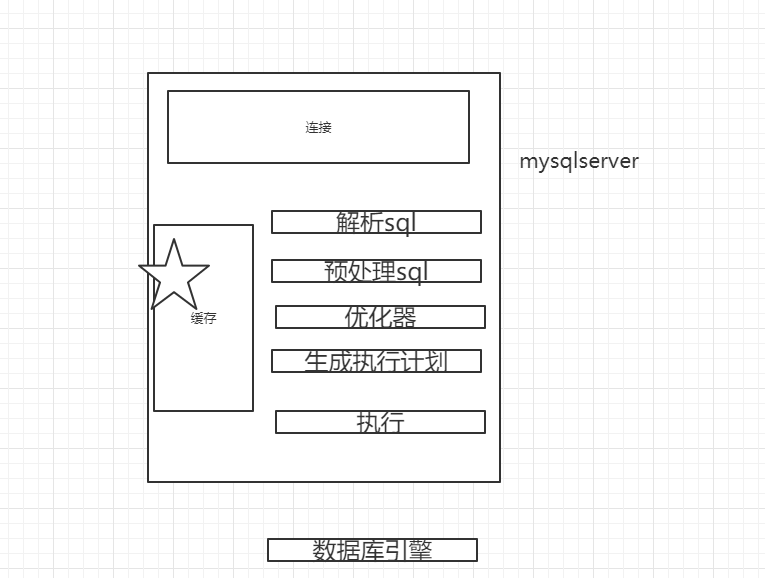 连接
mysqlserver
解析sql
预处理sql
缓存
优化器
生成执行计划
执行
数据库引擎